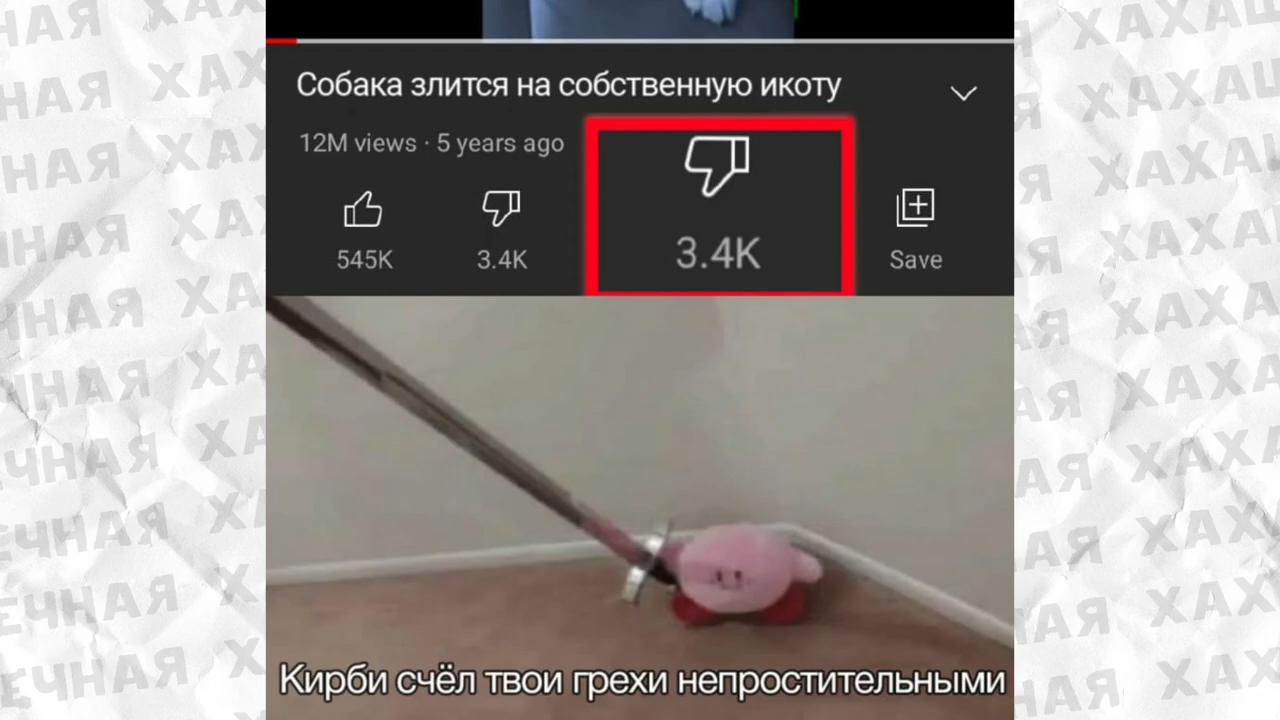 Собака злится на собственную икоту
12M views · 5 years ago
545K
3.4K
3.4K
Save
Кирби счёл твои грехи непростительными